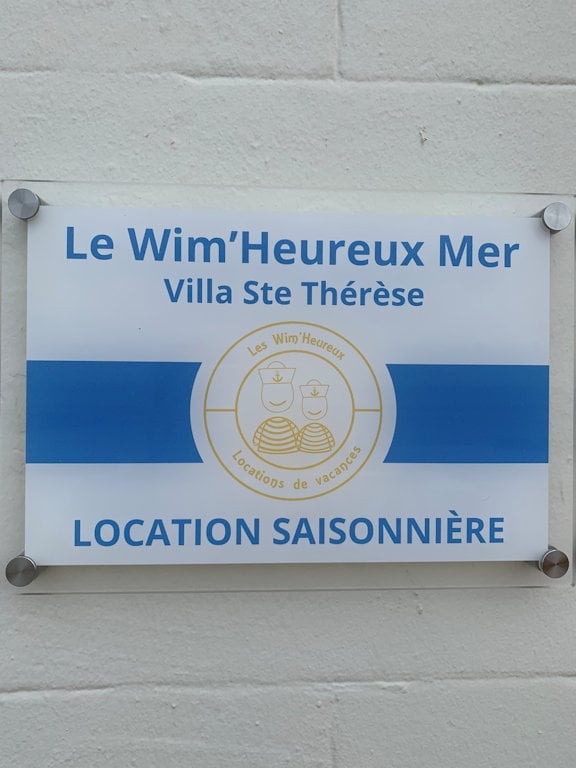 Le Wim'Heureux Mer
Villa Ste Thérèse
Les Wim'Heureux
Locations de vacances
LOCATION SAISONNIÈRE